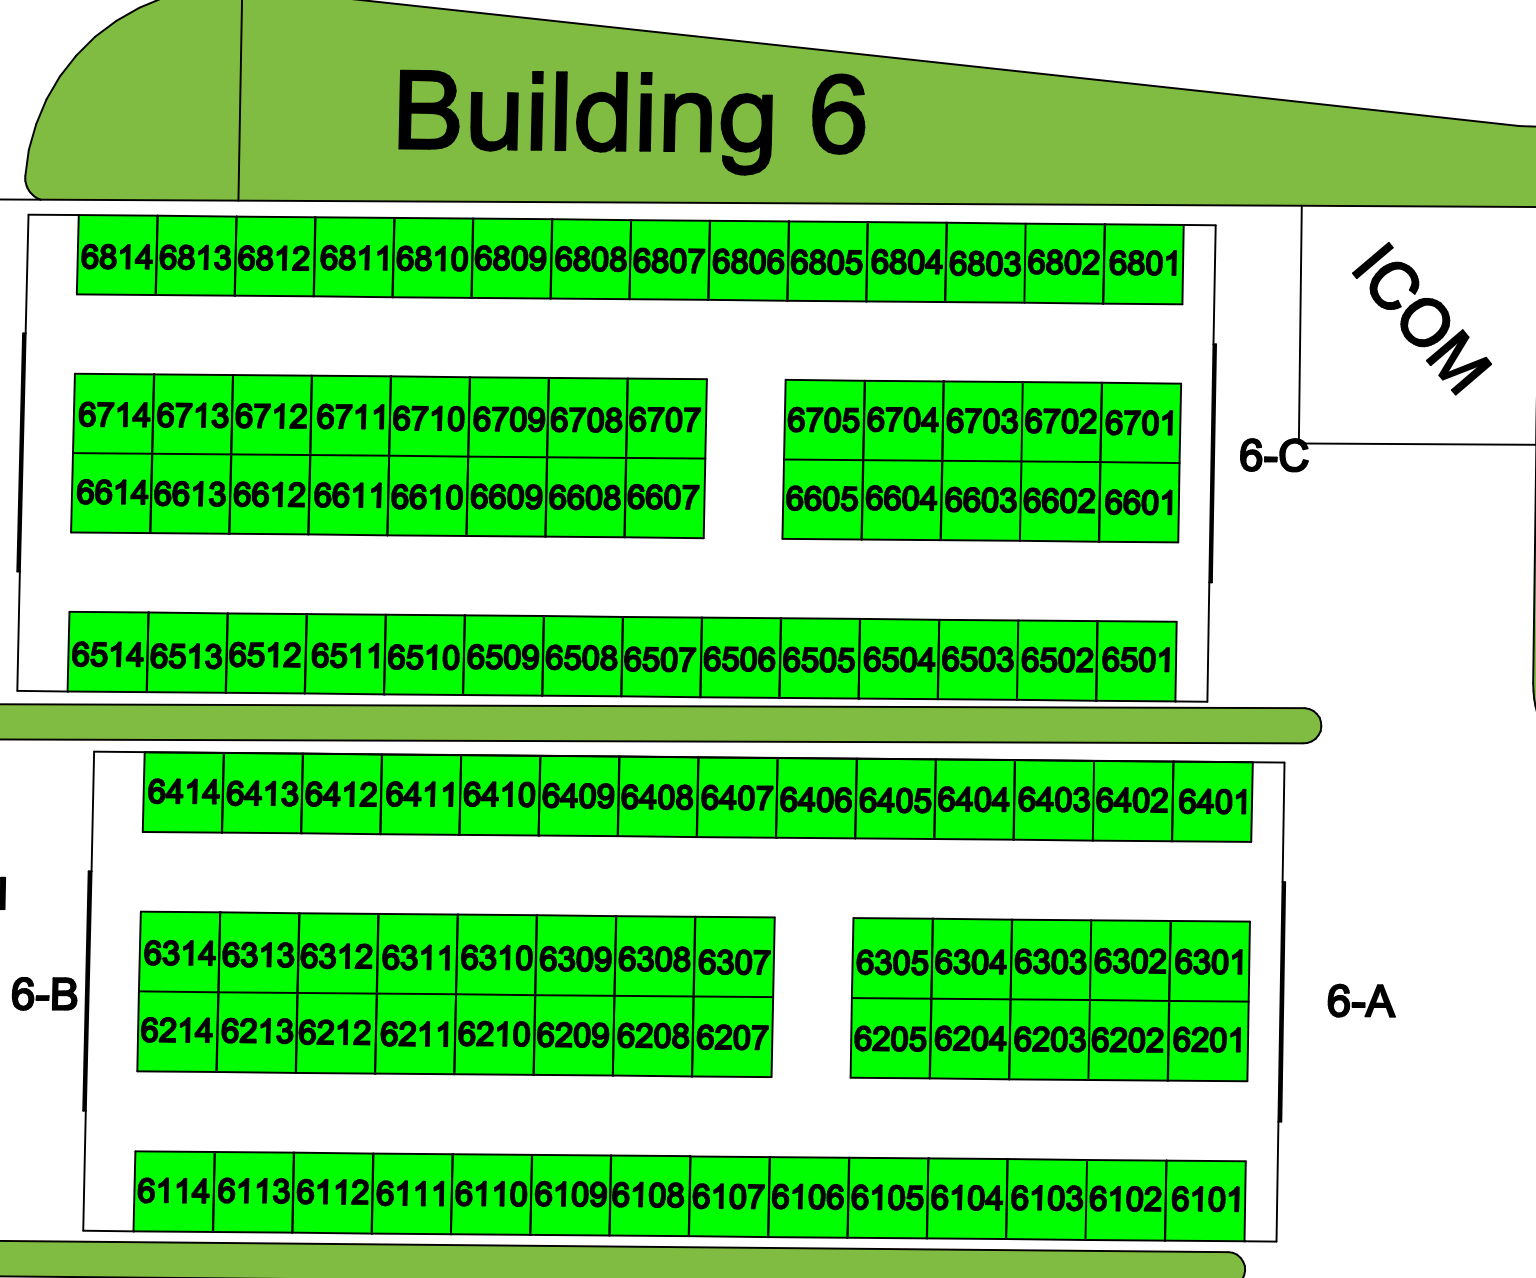 Building 6
6814 6813 6812 6811 6810 6809 6808 6807 6806 6805 6804 6803 6802 6801
ICOM
6714 6713 6712 6711 6710 6709 6708 6707 6705 6704 6703 6702 6701
6-C
6614 6613 6612 6611 6610 6609 6608 6607 6605 6604 6603 6602 6601
6514 6513 6512 6511 6510 6509 6508 6507 6506 6505 6504 6503 6502 6501
6414 6413 6412 6411 6410 6409 6408 6407 6406 6405 6404 6403 6402 6401
6314 6313 6312 6311 6310 6309 6308 6307 6305 6304 6303 6302 6301
6-B
6-A
6214 6213 6212 6211 6210 6209 6208 6207 6205 6204 6203 6202 6201
6114 6113 6112 6111 6110 6109 6108 6107 6106 6105 6104 6103 6102 6101